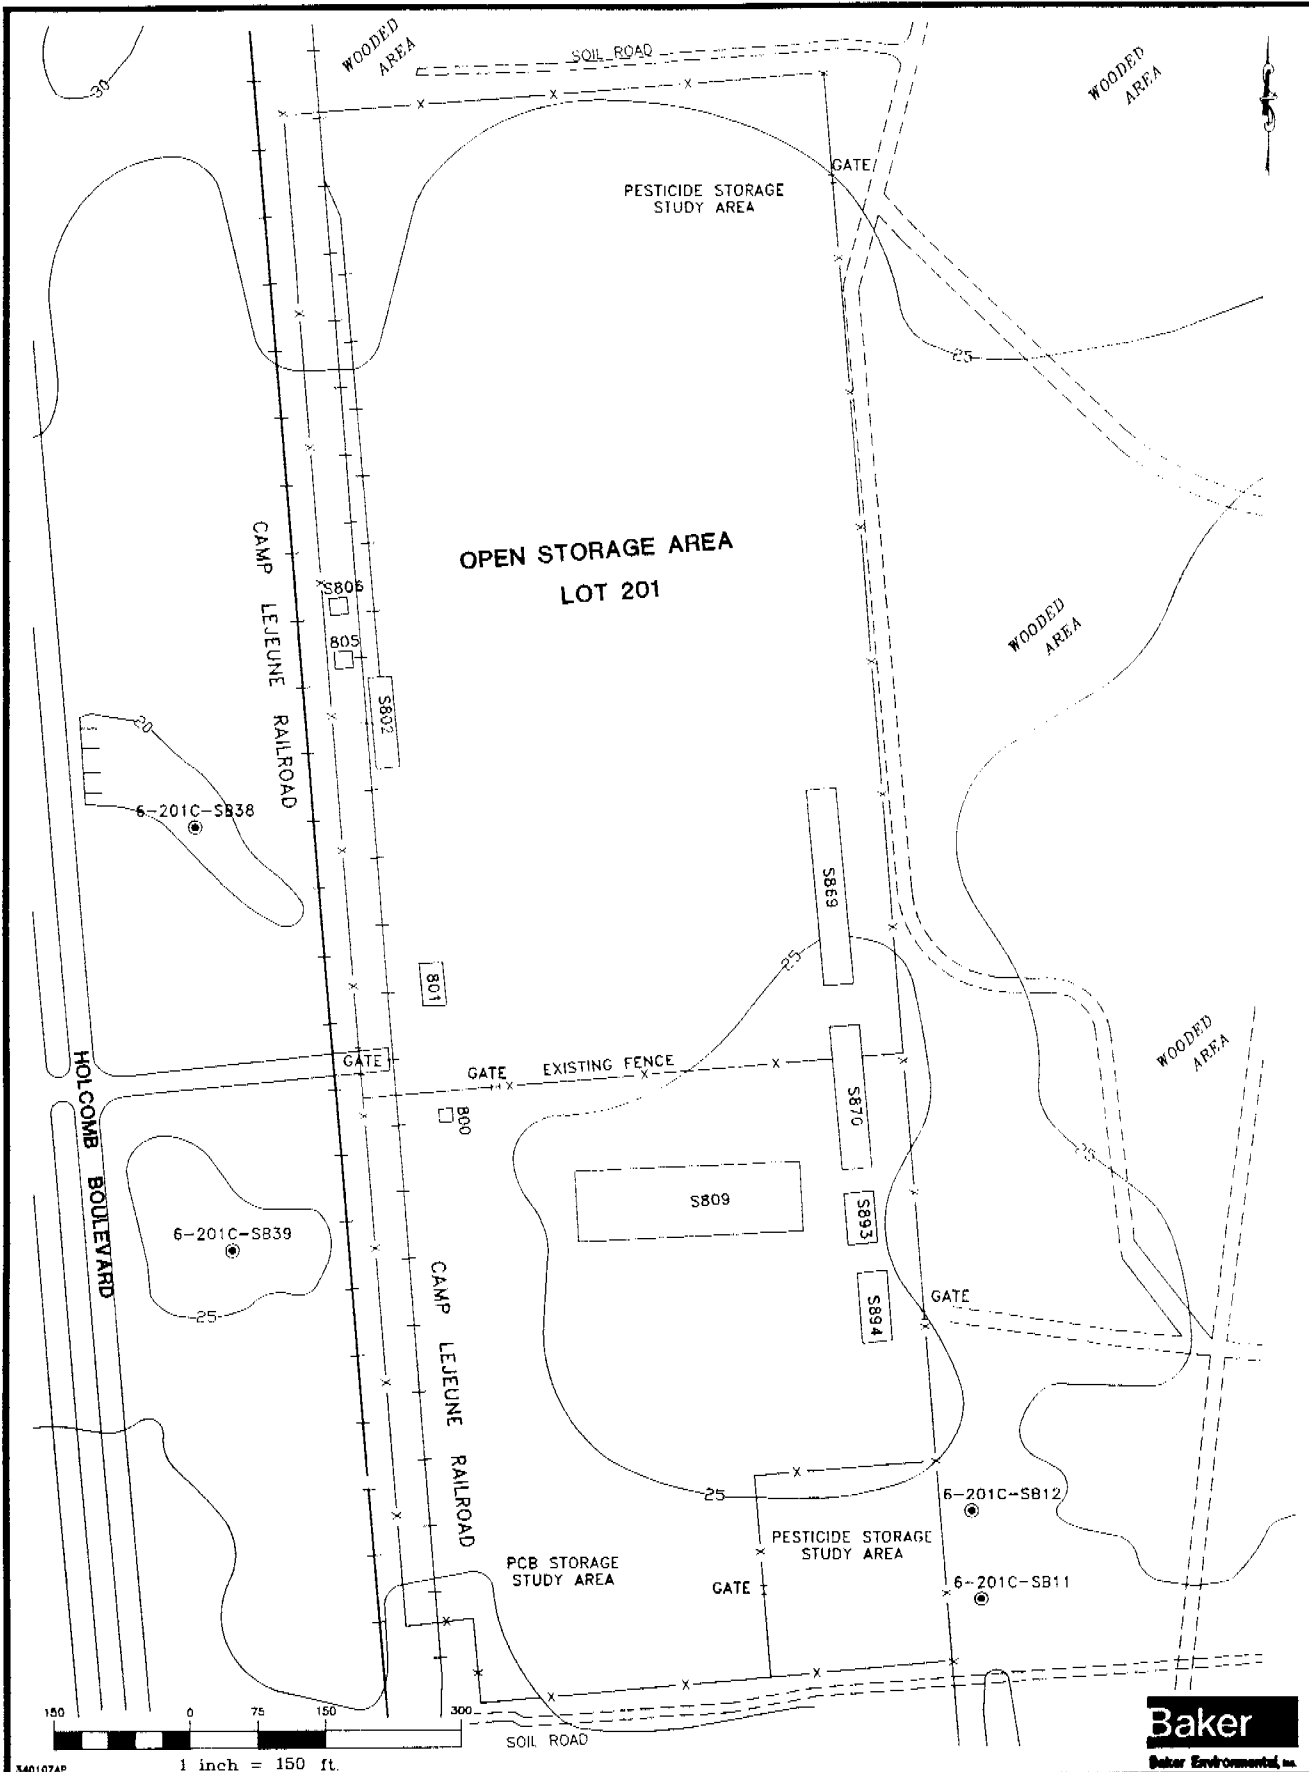 WOODED
AREA
SOIL ROAD
WOODED
AREA
30
GATE
PESTICIDE STORAGE
STUDY AREA
25
OPEN STORAGE AREA
LOT 201
CAMP LEJEUNE RAILROAD
S806
805
S802
WOODED
AREA
20
6-201C-SB38
S869
25
801
WOODED
AREA
GATE
GATE
EXISTING FENCE
800
S870
HOLCOMB BOULEVARD
25
S809
S893
6-201C-SB39
25
CAMP LEJEUNE RAILROAD
GATE
S894
25
6-201C-SB12
PESTICIDE STORAGE
STUDY AREA
PCB STORAGE
STUDY AREA
GATE
6-201C-SB11
150 0 75 150 300
SOIL ROAD
1 inch = 150 ft.
340107AP
Baker
Baker Environmental, Inc.